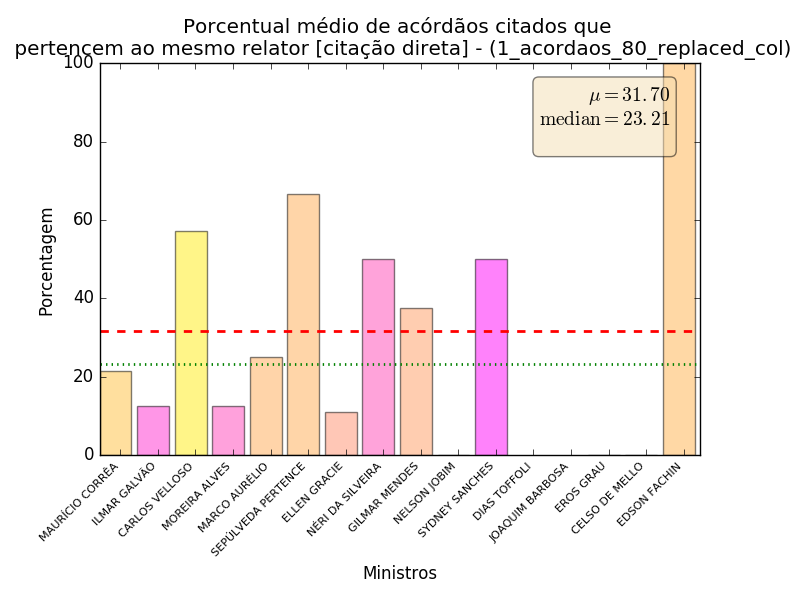 Porcentual médio de acórdãos citados que
pertencem ao mesmo relator [citação direta] - (1_acordaos_80_replaced_col)
μ = 31.70
median = 23.21
Porcentagem
100
80
60
40
20
0
MAURÍCIO CORRÊA
ILMAR GALVÃO
CARLOS VELLOSO
MOREIRA ALVES
MARCO AURÉLIO
SEPÚLVEDA PERTENCE
ELLEN GRACIE
NÉRI DA SILVEIRA
GILMAR MENDES
NELSON JOBIM
SYDNEY SANCHES
DIAS TOFFOLI
JOAQUIM BARBOSA
EROS GRAU
CELSO DE MELLO
EDSON FACHIN
Ministros